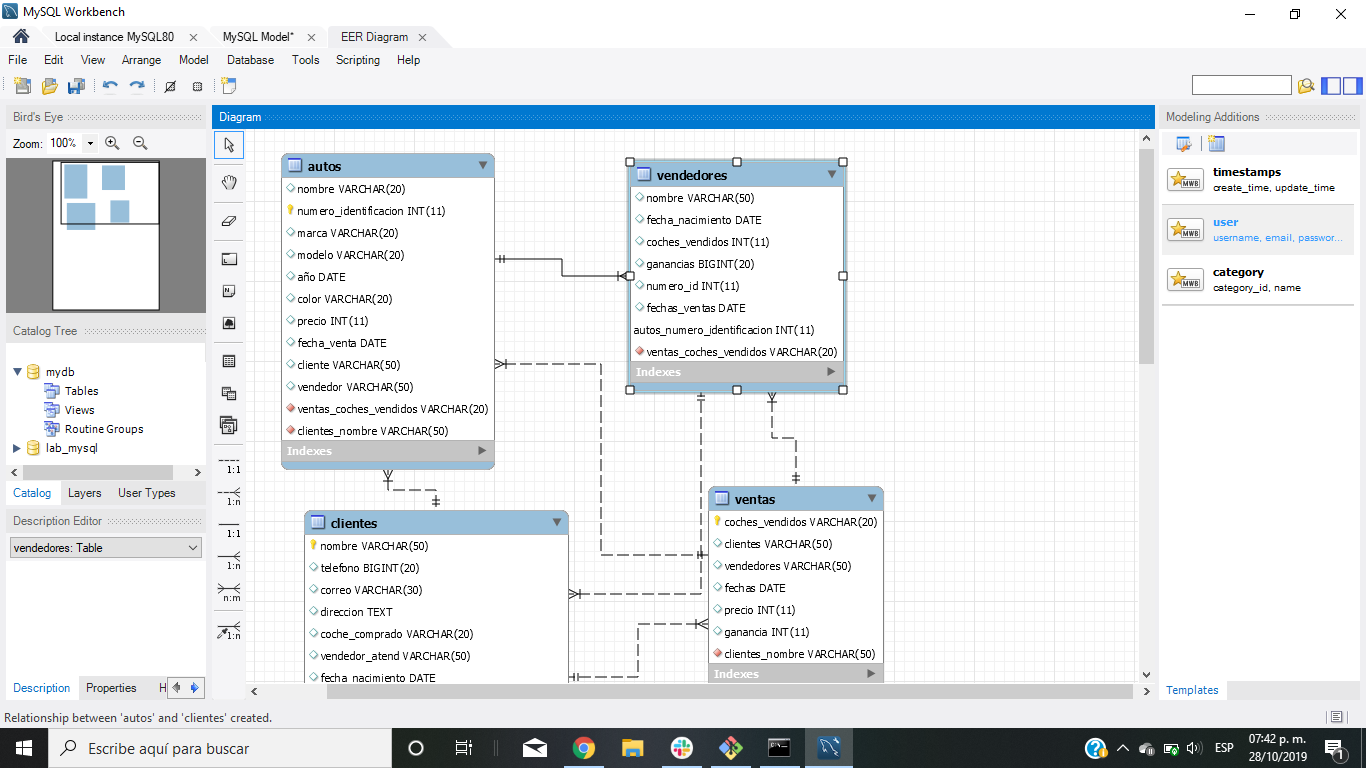 MySQL Workbench
Local instance MySQL80
MySQL Model*
EER Diagram
File Edit View Arrange Model Database Tools Scripting Help
Bird's Eye
Zoom: 100%
Catalog Tree
mydb
Tables
Views
Routine Groups
lab_mysql
Catalog Layers User Types
Description Editor
vendedores: Table
Description Properties H
Diagram
1:1
1:n
1:1
1:n
n:m
1:n
autos
nombre VARCHAR(20)
numero_identificacion INT(11)
marca VARCHAR(20)
modelo VARCHAR(20)
año DATE
color VARCHAR(20)
precio INT(11)
fecha_venta DATE
cliente VARCHAR(50)
vendedor VARCHAR(50)
ventas_coches_vendidos VARCHAR(20)
clientes_nombre VARCHAR(50)
Indexes
vendedores
nombre VARCHAR(50)
fecha_nacimiento DATE
coches_vendidos INT(11)
ganancias BIGINT(20)
numero_id INT(11)
fechas_ventas DATE
autos_numero_identificacion INT(11)
ventas_coches_vendidos VARCHAR(20)
Indexes
clientes
nombre VARCHAR(50)
telefono BIGINT(20)
correo VARCHAR(30)
direccion TEXT
coche_comprado VARCHAR(20)
vendedor_atend VARCHAR(50)
fecha_nacimiento DATE
ventas
coches_vendidos VARCHAR(20)
clientes VARCHAR(50)
vendedores VARCHAR(50)
fechas DATE
precio INT(11)
ganancia INT(11)
clientes_nombre VARCHAR(50)
Indexes
Modeling Additions
MWB
timestamps
create_time, update_time
MWB
user
username, email, passwor...
MWB
category
category_id, name
Templates
Relationship between 'autos' and 'clientes' created.
Escribe aquí para buscar
ESP
07:42 p. m.
28/10/2019
1